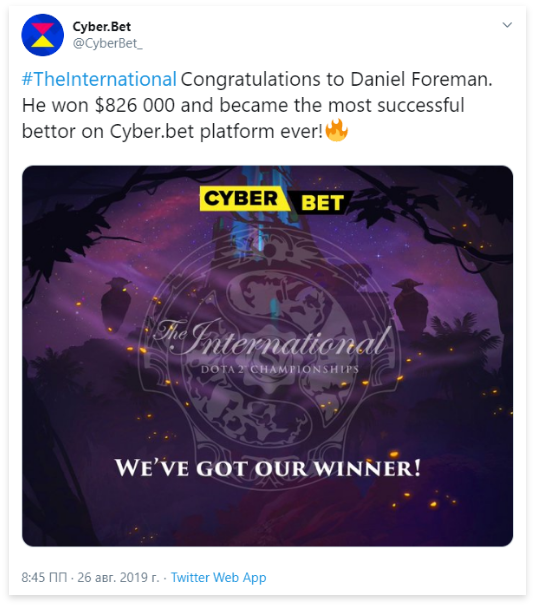 Cyber.Bet
@CyberBet_
#TheInternational Congratulations to Daniel Foreman.
He won $826 000 and became the most successful
bettor on Cyber.bet platform ever!🔥
CYBER BET
The International
DOTA 2 CHAMPIONSHIPS
WE'VE GOT OUR WINNER!
8:45 ПП · 26 авг. 2019 г. · Twitter Web App